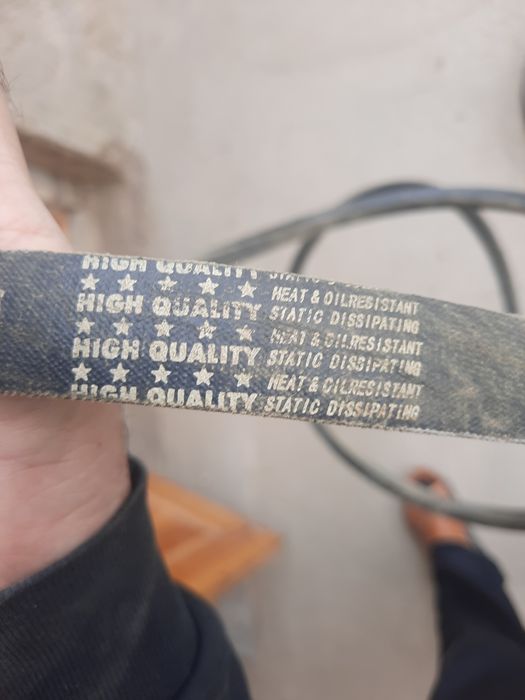 HIGH QUALITY
★★★★★ HEAT & OILRESISTANT
HIGH QUALITY STATIC DISSIPATING
★★★★★ HEAT & OILRESISTANT
HIGH QUALITY STATIC DISSIPATING
★★★★★ HEAT & OILRESISTANT
HIGH QUALITY STATIC DISSIPATING